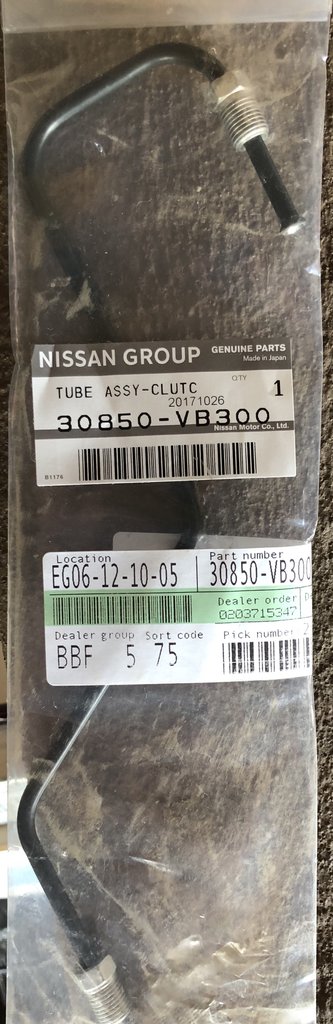 NISSAN GROUP GENUINE PARTS
Made in Japan
TUBE ASSY-CLUTC QTY 1
20171026
30850-VB300
Nissan Motor Co., Ltd.
B1176
Location Part number
EG06-12-10-05 30850-VB300
Dealer order
0203715347
Dealer group Sort code Pick number
BBF 5 75